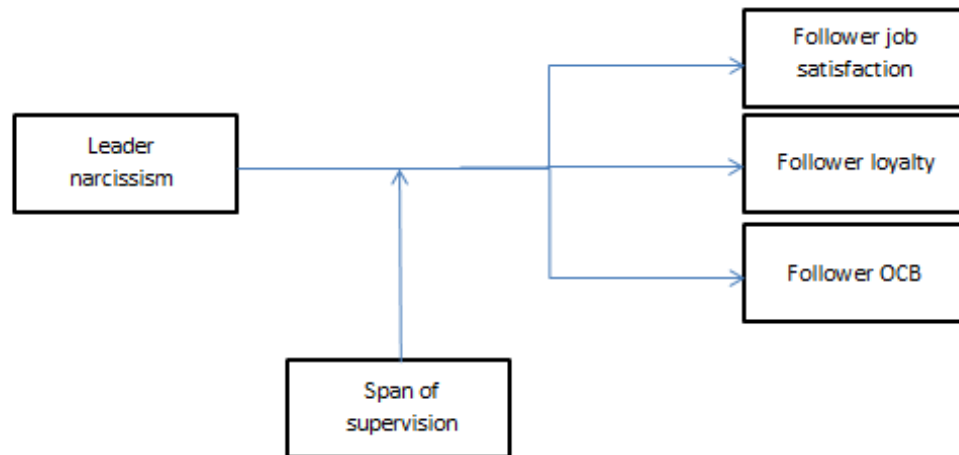 Follower job
satisfaction
Leader
narcissism
Follower loyalty
Follower OCB
Span of
supervision